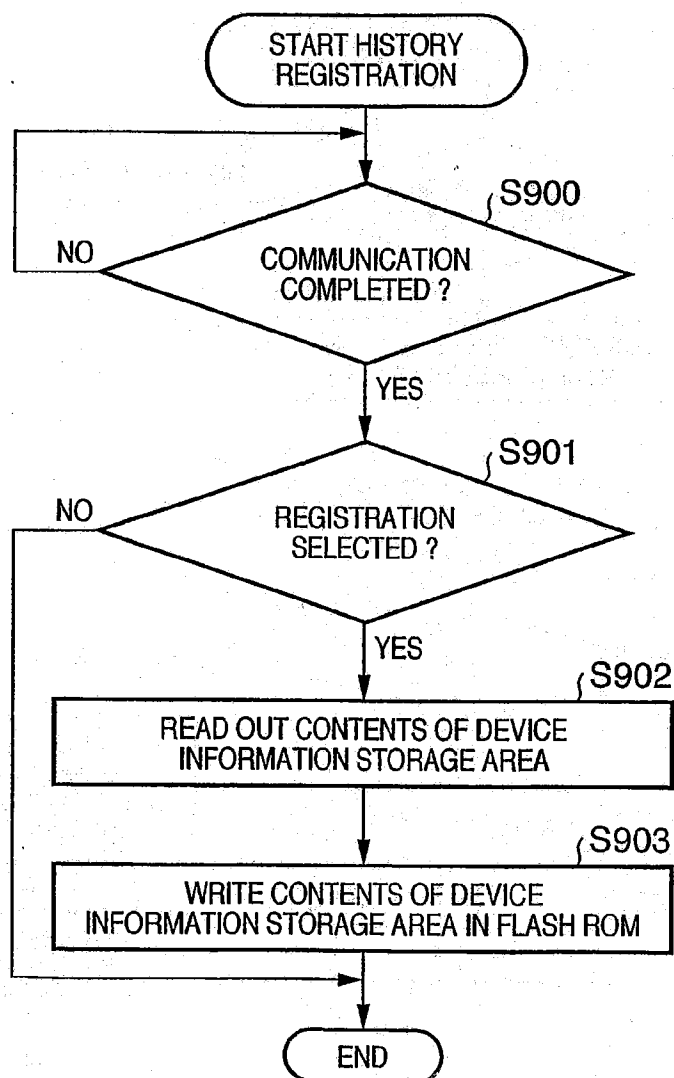 START HISTORY
REGISTRATION
S900
NO
COMMUNICATION
COMPLETED ?
YES
S901
NO
REGISTRATION
SELECTED ?
YES
S902
READ OUT CONTENTS OF DEVICE
INFORMATION STORAGE AREA
S903
WRITE CONTENTS OF DEVICE
INFORMATION STORAGE AREA IN FLASH ROM
END